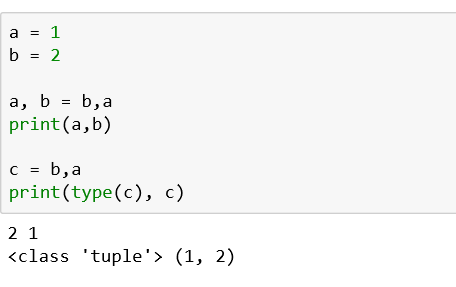 a = 1
b = 2
a, b = b,a
print(a,b)
c = b,a
print(type(c), c)
2 1
<class 'tuple'> (1, 2)